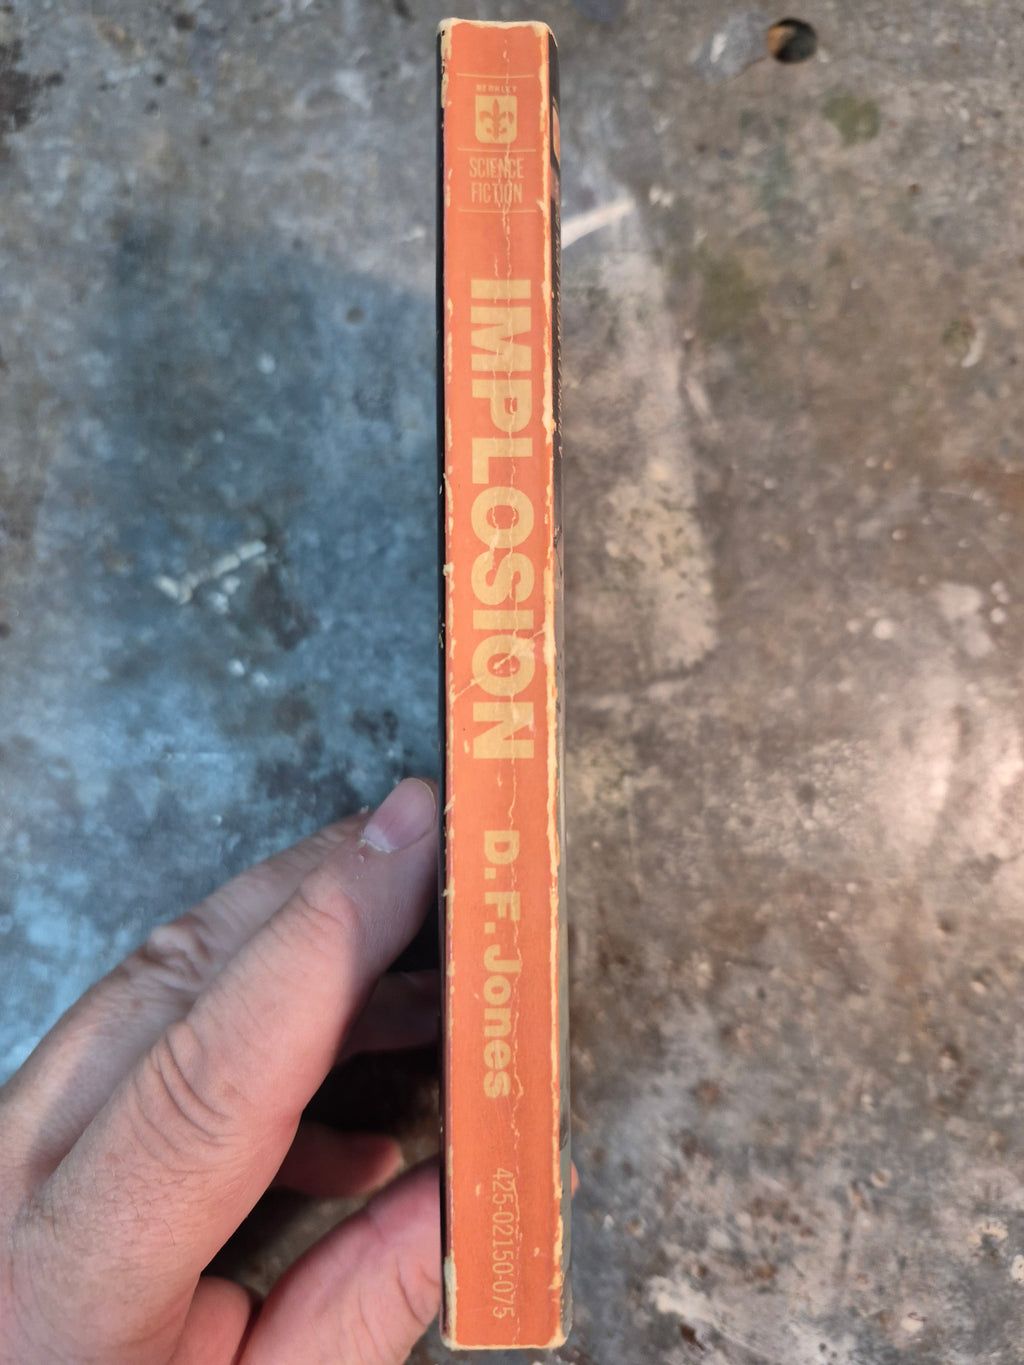 BERKLEY
SCIENCE
FICTION
IMPLOSION
D. F. Jones
425-02150-075